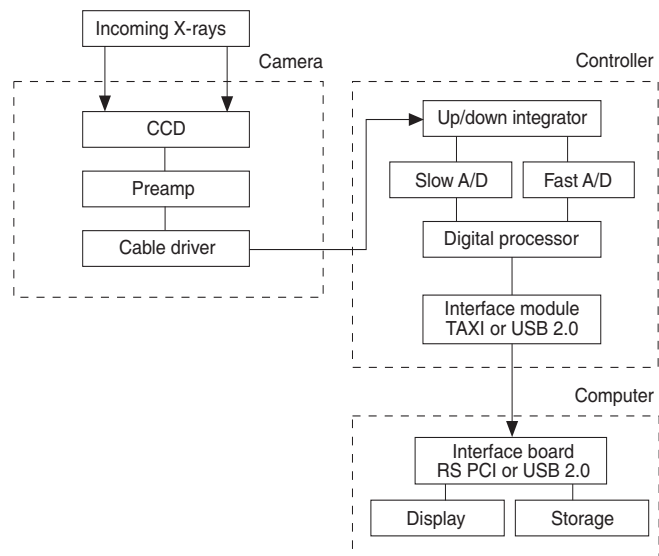 Incoming X-rays
Camera
CCD
Preamp
Cable driver
Controller
Up/down integrator
Slow A/D
Fast A/D
Digital processor
Interface module
TAXI or USB 2.0
Computer
Interface board
RS PCI or USB 2.0
Display
Storage